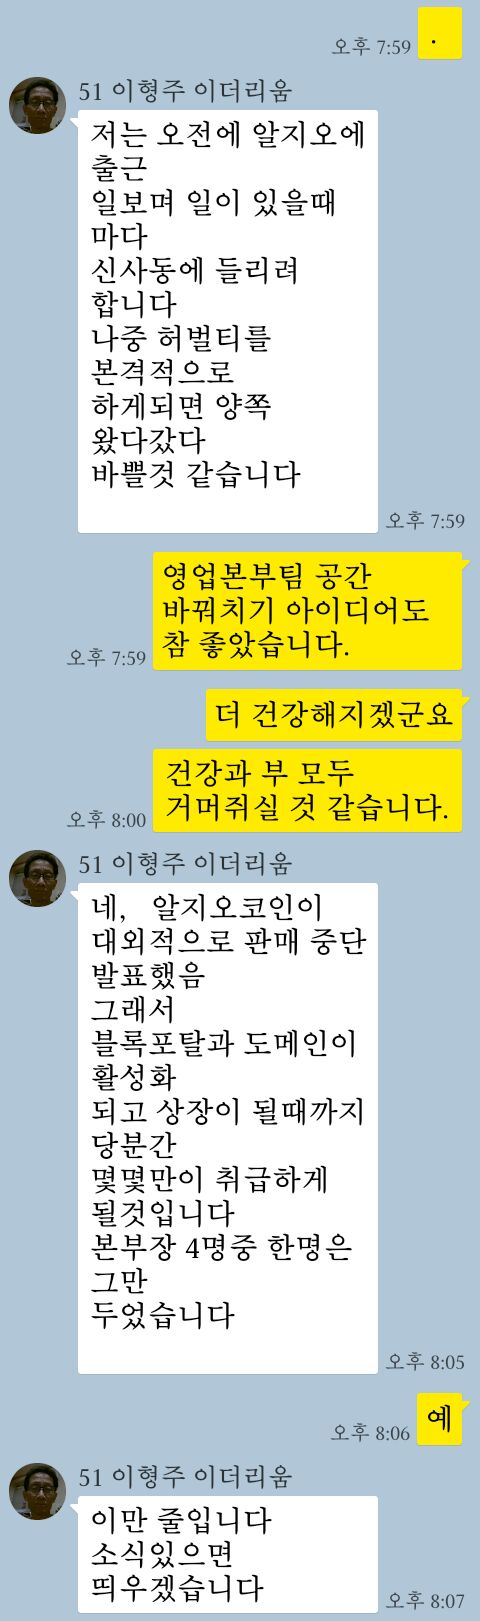 .
오후 7:59
51 이형주 이더리움
저는 오전에 알지오에
출근
일보며 일이 있을때
마다
신사동에 들리려
합니다
나중 허벌티를
본격적으로
하게되면 양쪽
왔다갔다
바쁠것 같습니다
오후 7:59
영업본부팀 공간
바꿔치기 아이디어도
참 좋았습니다.
오후 7:59
더 건강해지겠군요
건강과 부 모두
거머쥐실 것 같습니다.
오후 8:00
51 이형주 이더리움
네, 알지오코인이
대외적으로 판매 중단
발표했음
그래서
블록포탈과 도메인이
활성화
되고 상장이 될때까지
당분간
몇몇만이 취급하게
될것입니다
본부장 4명중 한명은
그만
두었습니다
오후 8:05
예
오후 8:06
51 이형주 이더리움
이만 줄입니다
소식있으면
띄우겠습니다
오후 8:07